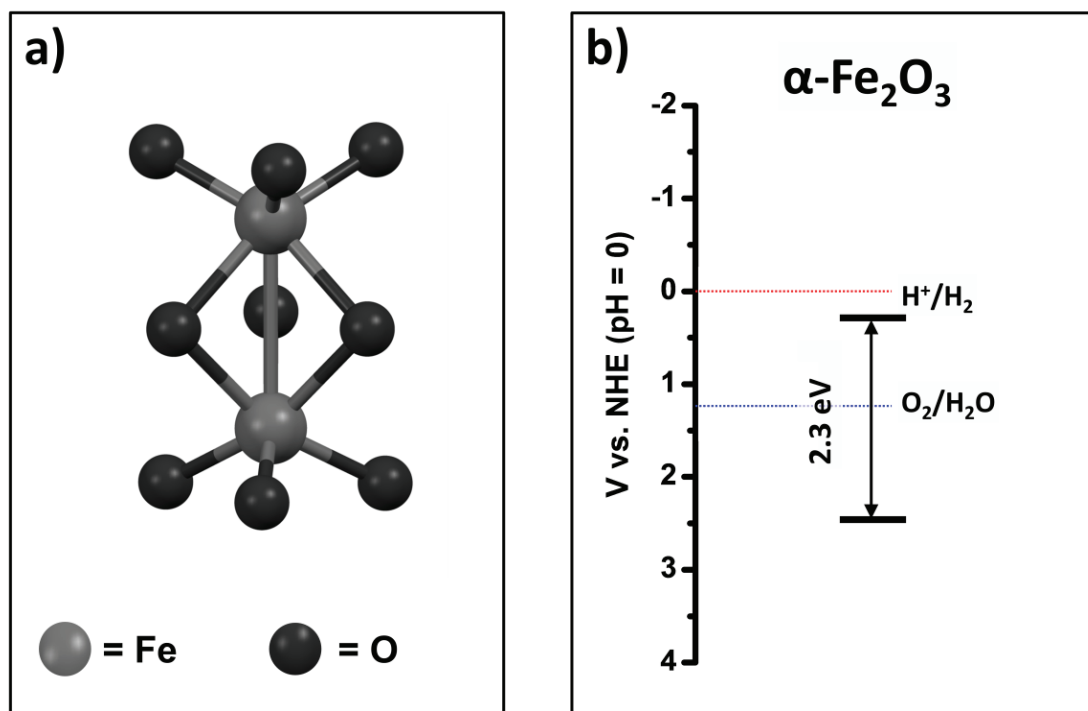 a)
= Fe
= O
b)
α-Fe₂O₃
V vs. NHE (pH = 0)
-2
-1
0
1
2
3
4
H⁺/H₂
O₂/H₂O
2.3 eV